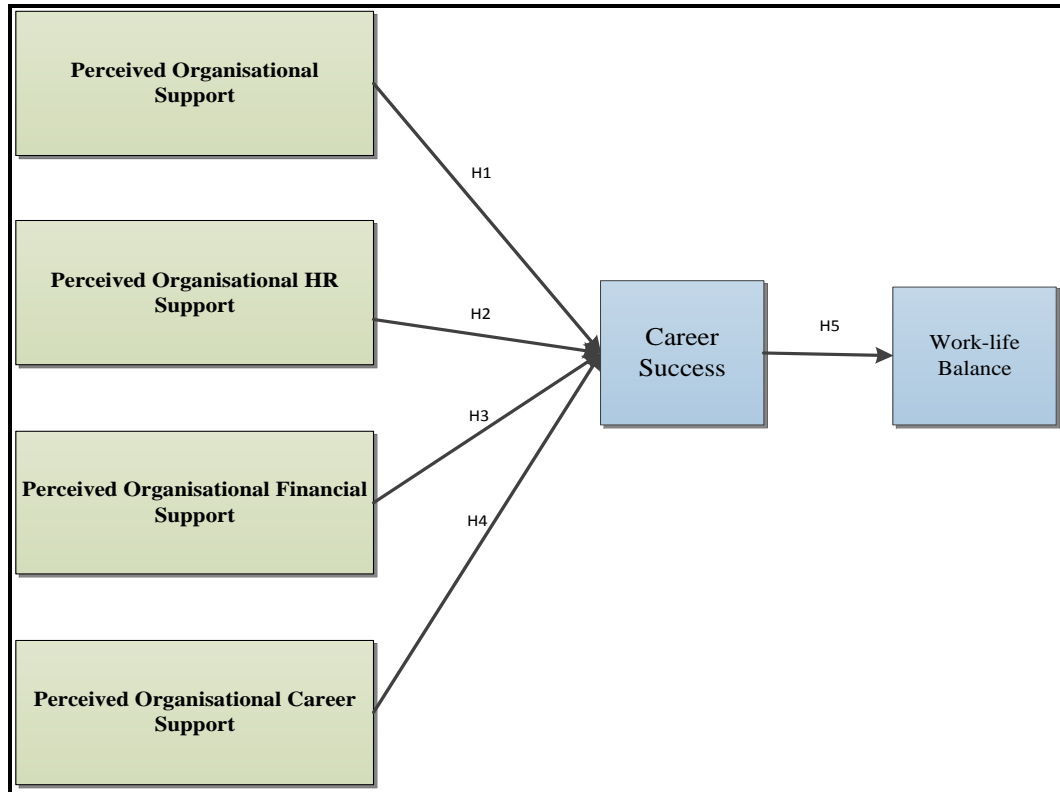 Perceived Organisational
Support
H1
Perceived Organisational HR
Support
H2
Career
Success
H5
Work-life
Balance
H3
Perceived Organisational Financial
Support
H4
Perceived Organisational Career
Support